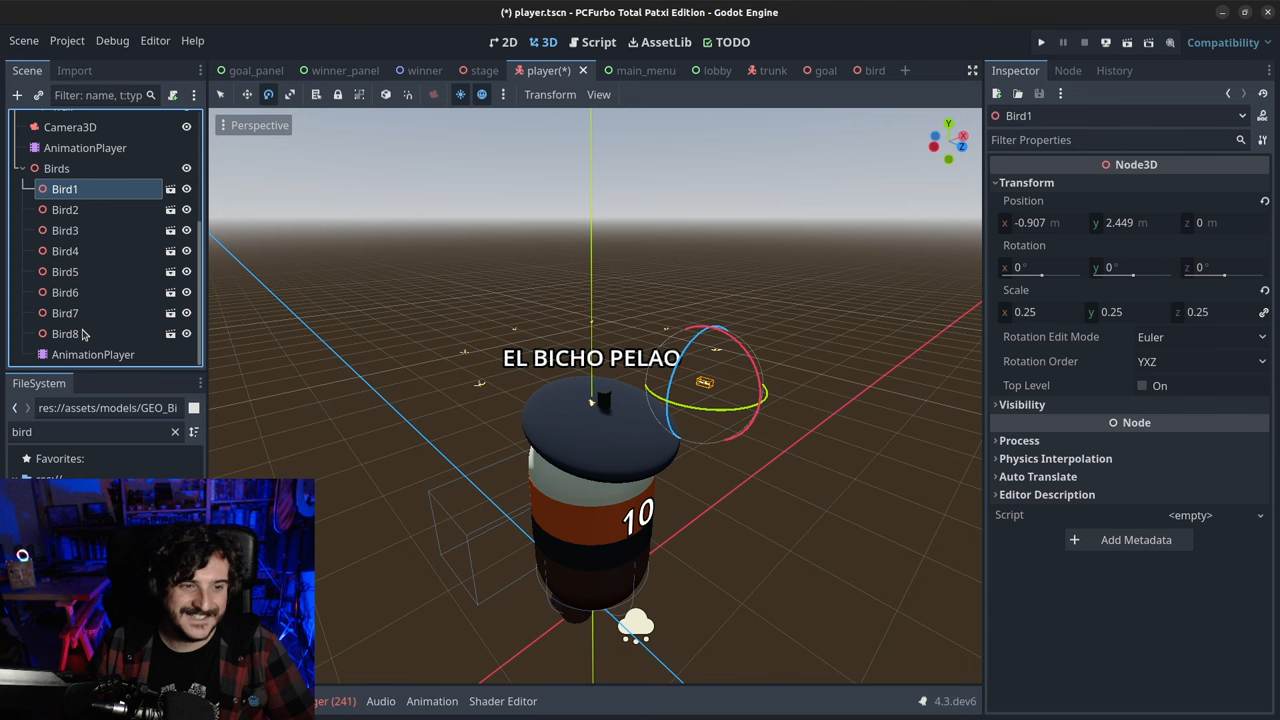 (*) player.tscn - PCFurbo Total Patxi Edition - Godot Engine
Scene Project Debug Editor Help
2D 3D Script AssetLib TODO
Compatibility
Scene Import
goal_panel winner_panel winner stage player(*) main_menu lobby trunk goal bird
Inspector Node History
Filter: name, t:typ
Transform View
Camera3D
AnimationPlayer
Birds
Bird1
Bird2
Bird3
Bird4
Bird5
Bird6
Bird7
Bird8
AnimationPlayer
FileSystem
res://assets/models/GEO_Bi
bird
Favorites:
Perspective
Y
X
Z
EL BICHO PELAO
10
Bird1
Filter Properties
Node3D
Transform
Position
x -0.907 m y 2.449 m z 0 m
Rotation
x 0° y 0° z 0°
Scale
x 0.25 y 0.25 z 0.25
Rotation Edit Mode Euler
Rotation Order YXZ
Top Level On
Visibility
Node
Process
Physics Interpolation
Auto Translate
Editor Description
Script <empty>
Add Metadata
ger (241) Audio Animation Shader Editor
4.3.dev6